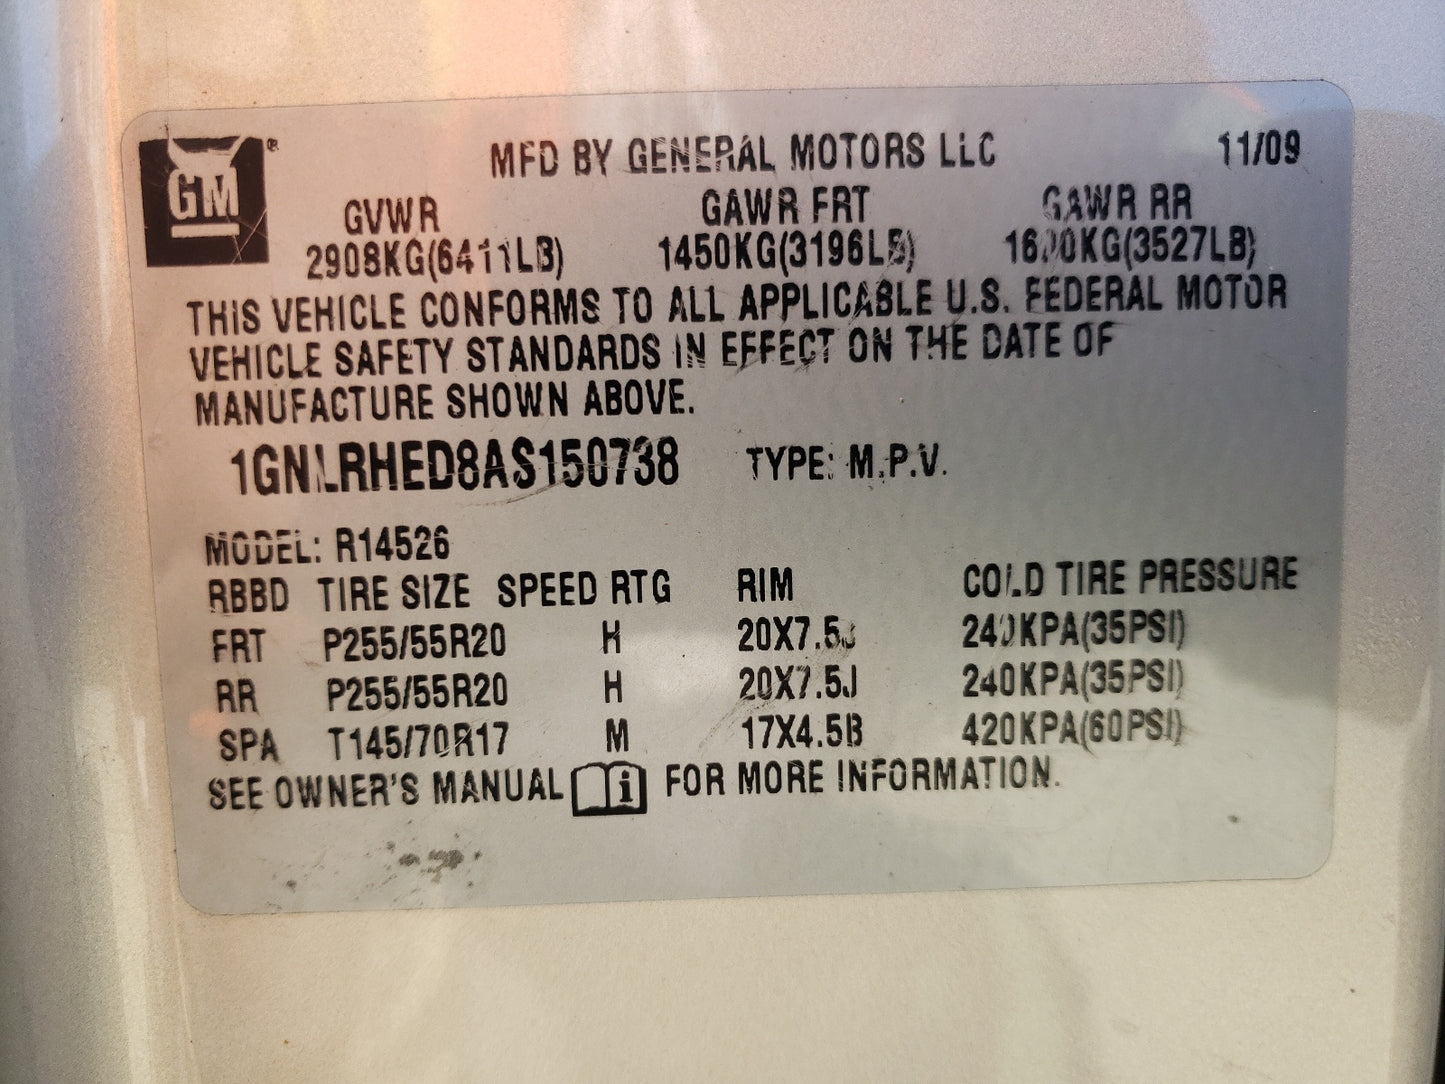 GM®
MFD BY GENERAL MOTORS LLC 11/09
GVWR GAWR FRT GAWR RR
2908KG(6411LB) 1450KG(3196LB) 1600KG(3527LB)
THIS VEHICLE CONFORMS TO ALL APPLICABLE U.S. FEDERAL MOTOR
VEHICLE SAFETY STANDARDS IN EFFECT ON THE DATE OF
MANUFACTURE SHOWN ABOVE.
1GNLRHED8AS150738 TYPE: M.P.V.
MODEL: R14526
RBBD TIRE SIZE SPEED RTG RIM COLD TIRE PRESSURE
FRT P255/55R20 H 20X7.5J 240KPA(35PSI)
RR P255/55R20 H 20X7.5J 240KPA(35PSI)
SPA T145/70R17 M 17X4.5B 420KPA(60PSI)
SEE OWNER'S MANUAL i FOR MORE INFORMATION.